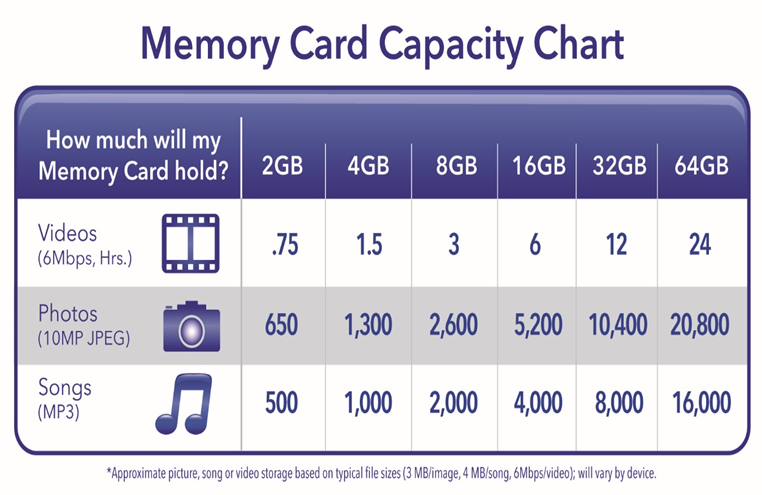 Memory Card Capacity Chart
How much will my
Memory Card hold? 2GB 4GB 8GB 16GB 32GB 64GB
Videos
(6Mbps, Hrs.) .75 1.5 3 6 12 24
Photos
(10MP JPEG) 650 1,300 2,600 5,200 10,400 20,800
Songs
(MP3) 500 1,000 2,000 4,000 8,000 16,000
*Approximate picture, song or video storage based on typical file sizes (3 MB/image, 4 MB/song, 6Mbps/video); will vary by device.